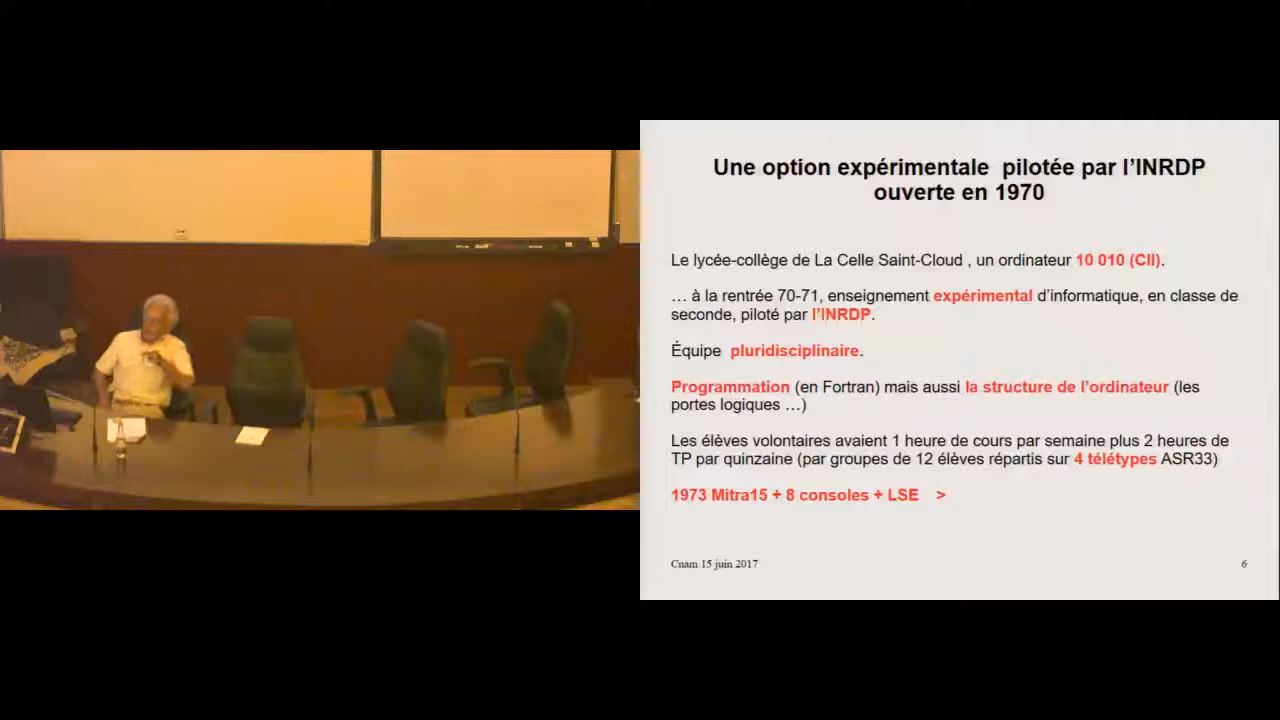 Une option expérimentale  pilotée par l’INRDP
ouverte en 1970
Le lycée-collège de La Celle Saint-Cloud , un ordinateur 10 010 (CII).
… à la rentrée 70-71, enseignement expérimental d’informatique, en classe de
seconde, piloté par l’INRDP.
Équipe  pluridisciplinaire.
Programmation (en Fortran) mais aussi la structure de l’ordinateur (les
portes logiques …)
Les élèves volontaires avaient 1 heure de cours par semaine plus 2 heures de
TP par quinzaine (par groupes de 12 élèves répartis sur 4 télétypes ASR33)
1973 Mitra15 + 8 consoles + LSE    >
Cnam 15 juin 2017
6